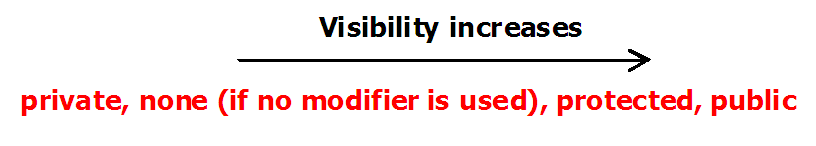 Visibility increases
private, none (if no modifier is used), protected, public